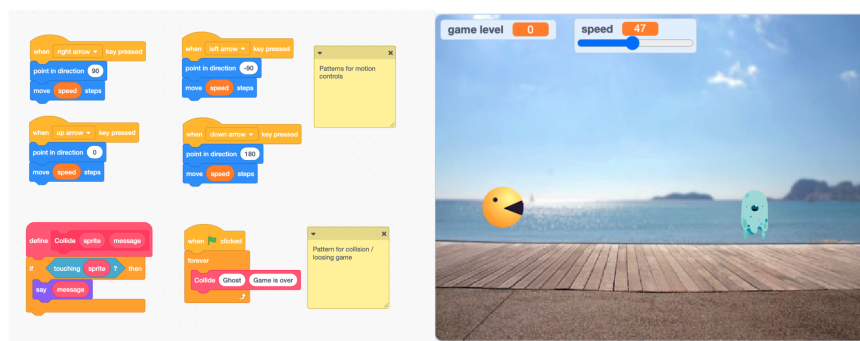 when right arrow key pressed
point in direction 90
move speed steps
when left arrow key pressed
point in direction -90
move speed steps
Patterns for motion
controls
when up arrow key pressed
point in direction 0
move speed steps
when down arrow key pressed
point in direction 180
move speed steps
define Collide sprite message
if touching sprite ? then
say message
when clicked
forever
Collide Ghost Game is over
Pattern for collision /
loosing game
game level 0
speed 47